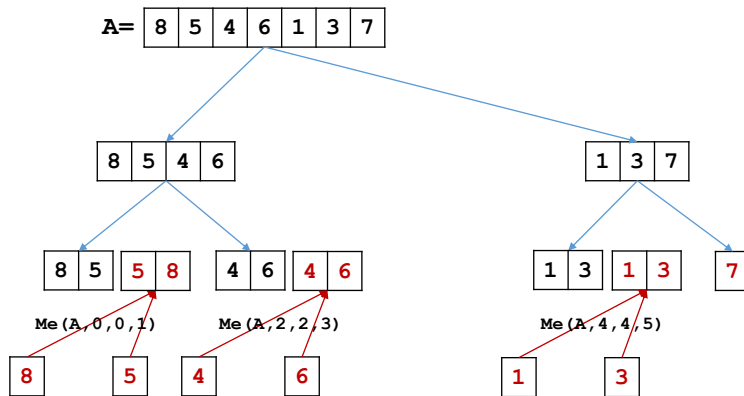 A= 8 5 4 6 1 3 7
8 5 4 6 1 3 7
8 5 5 8 4 6 4 6 1 3 1 3 7
Me(A,0,0,1) Me(A,2,2,3) Me(A,4,4,5)
8 5 4 6 1 3